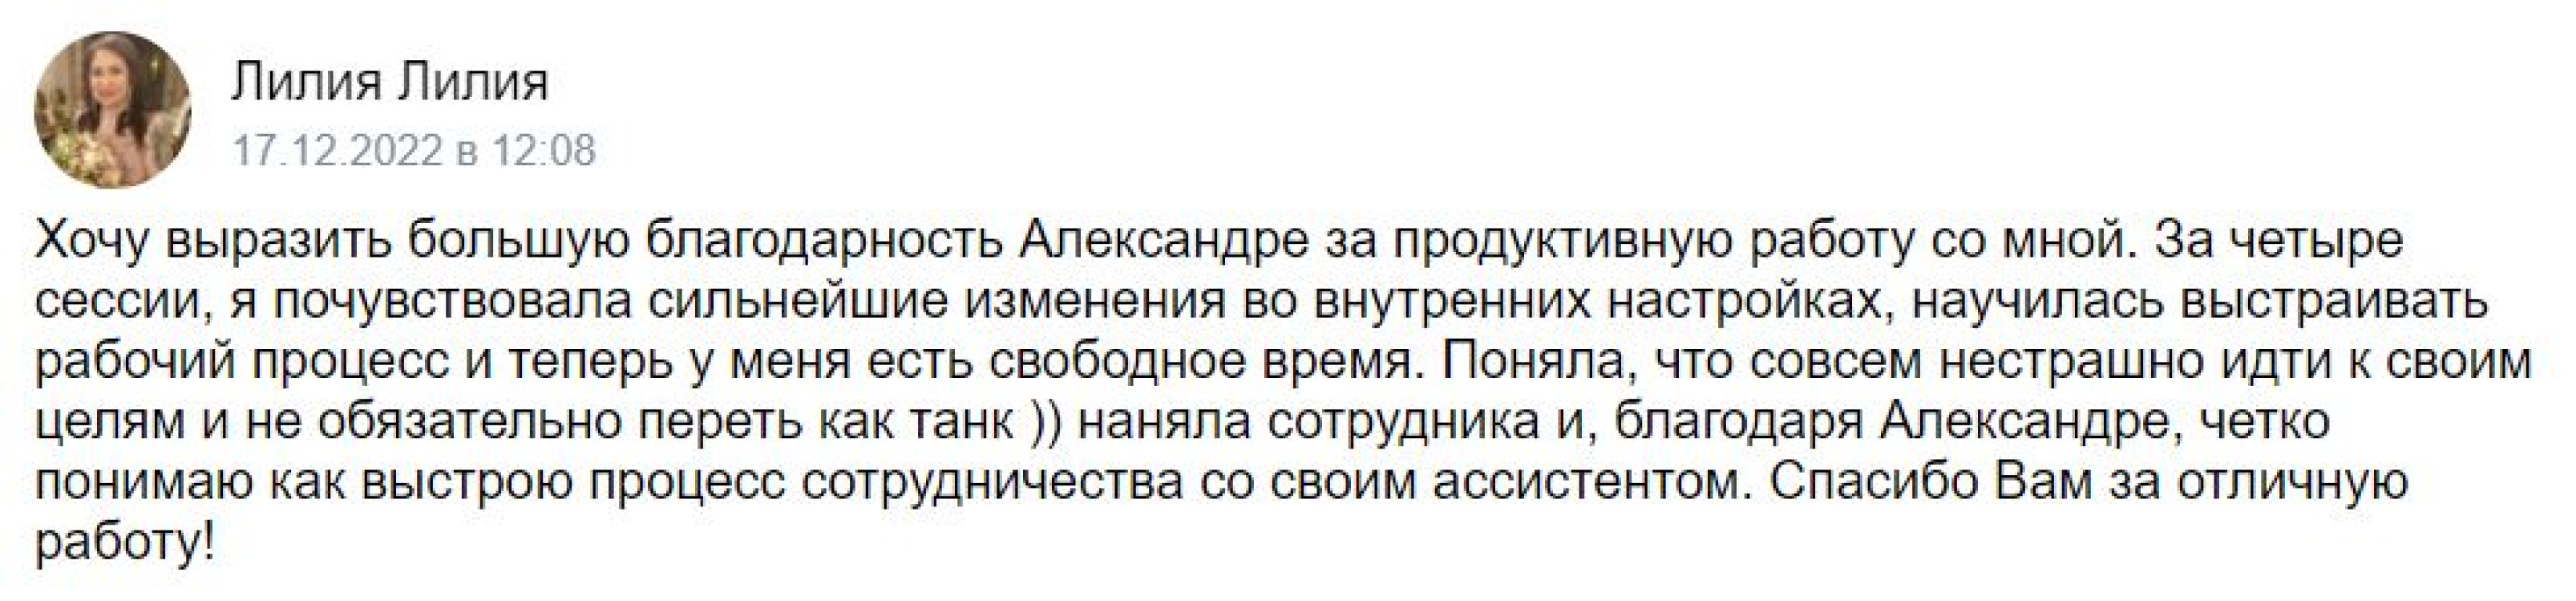 Лилия Лилия
17.12.2022 в 12:08
Хочу выразить большую благодарность Александре за продуктивную работу со мной. За четыре
сессии, я почувствовала сильнейшие изменения во внутренних настройках, научилась выстраивать
рабочий процесс и теперь у меня есть свободное время. Поняла, что совсем нестрашно идти к своим
целям и не обязательно переть как танк )) наняла сотрудника и, благодаря Александре, четко
понимаю как выстрою процесс сотрудничества со своим ассистентом. Спасибо Вам за отличную
работу!